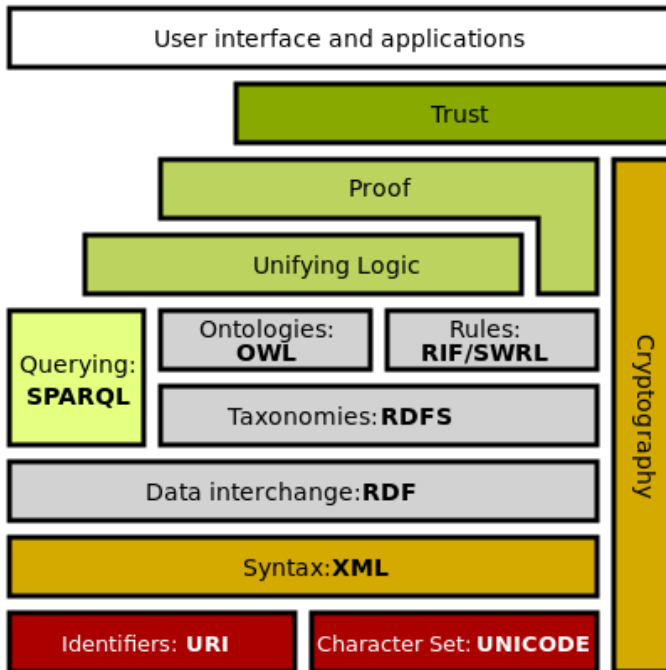 User interface and applications
Trust
Proof
Unifying Logic
Ontologies:
OWL
Rules:
RIF/SWRL
Querying:
SPARQL
Taxonomies:RDFS
Cryptography
Data interchange:RDF
Syntax:XML
Identifiers: URI
Character Set: UNICODE